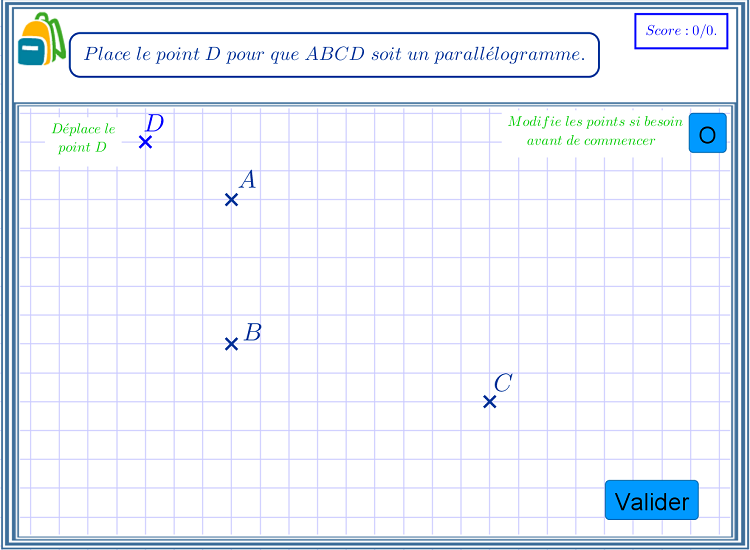 Place le point D pour que ABCD soit un parallélogramme.
Score : 0/0.
Déplace le
point D
D
Modifie les points si besoin
avant de commencer
O
A
B
C
Valider